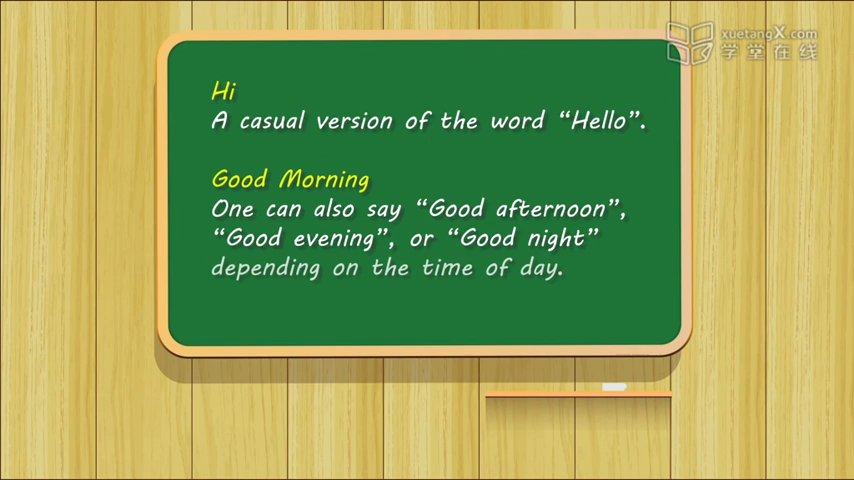 xuetangX.com
学堂在线
Hi
A casual version of the word “Hello”.
Good Morning
One can also say “Good afternoon”,
“Good evening”, or “Good night”
depending on the time of day.